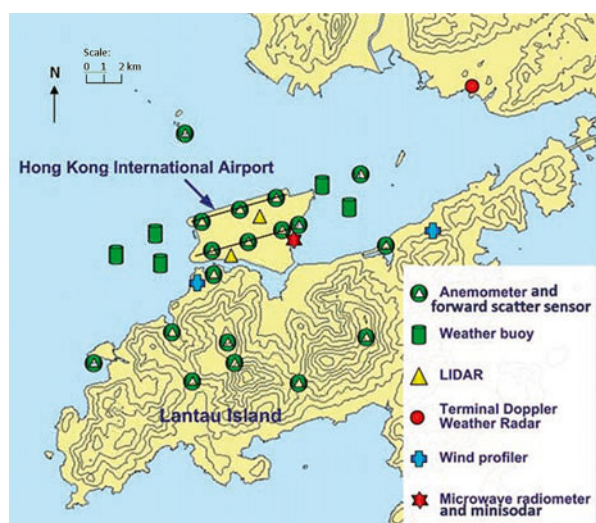 Scale:
0 1 2 km
N
Hong Kong International Airport
Lantau Island
Anemometer and
forward scatter sensor
Weather buoy
LIDAR
Terminal Doppler
Weather Radar
Wind profiler
Microwave radiometer
and minisodar